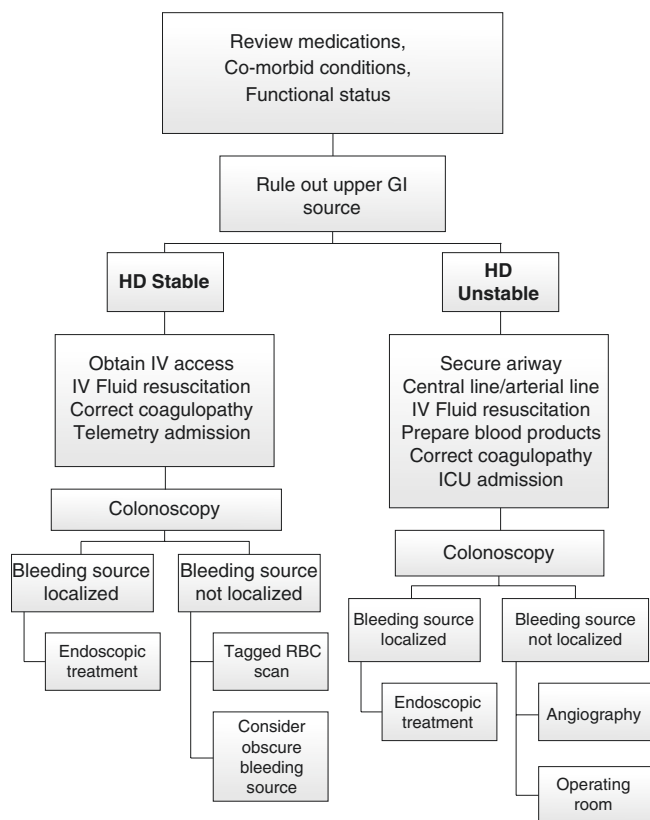 Review medications,
Co-morbid conditions,
Functional status
Rule out upper GI
source
HD Stable
HD
Unstable
Obtain IV access
IV Fluid resuscitation
Correct coagulopathy
Telemetry admission
Secure ariway
Central line/arterial line
IV Fluid resuscitation
Prepare blood products
Correct coagulopathy
ICU admission
Colonoscopy
Colonoscopy
Bleeding source
localized
Bleeding source
not localized
Endoscopic
treatment
Tagged RBC
scan
Consider
obscure
bleeding
source
Bleeding source
localized
Bleeding source
not localized
Endoscopic
treatment
Angiography
Operating
room